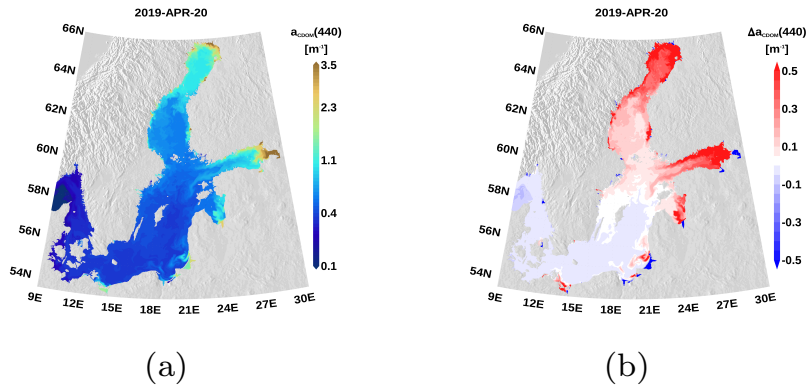 2019-APR-20
66N
64N
62N
60N
58N
56N
54N
9E 12E 15E 18E 21E 24E 27E 30E
aCDOM(440)
[m⁻¹]
3.5
2.3
1.1
0.4
0.1
(a)
2019-APR-20
66N
64N
62N
60N
58N
56N
54N
9E 12E 15E 18E 21E 24E 27E 30E
ΔaCDOM(440)
[m⁻¹]
0.5
0.3
0.1
-0.1
-0.3
-0.5
(b)